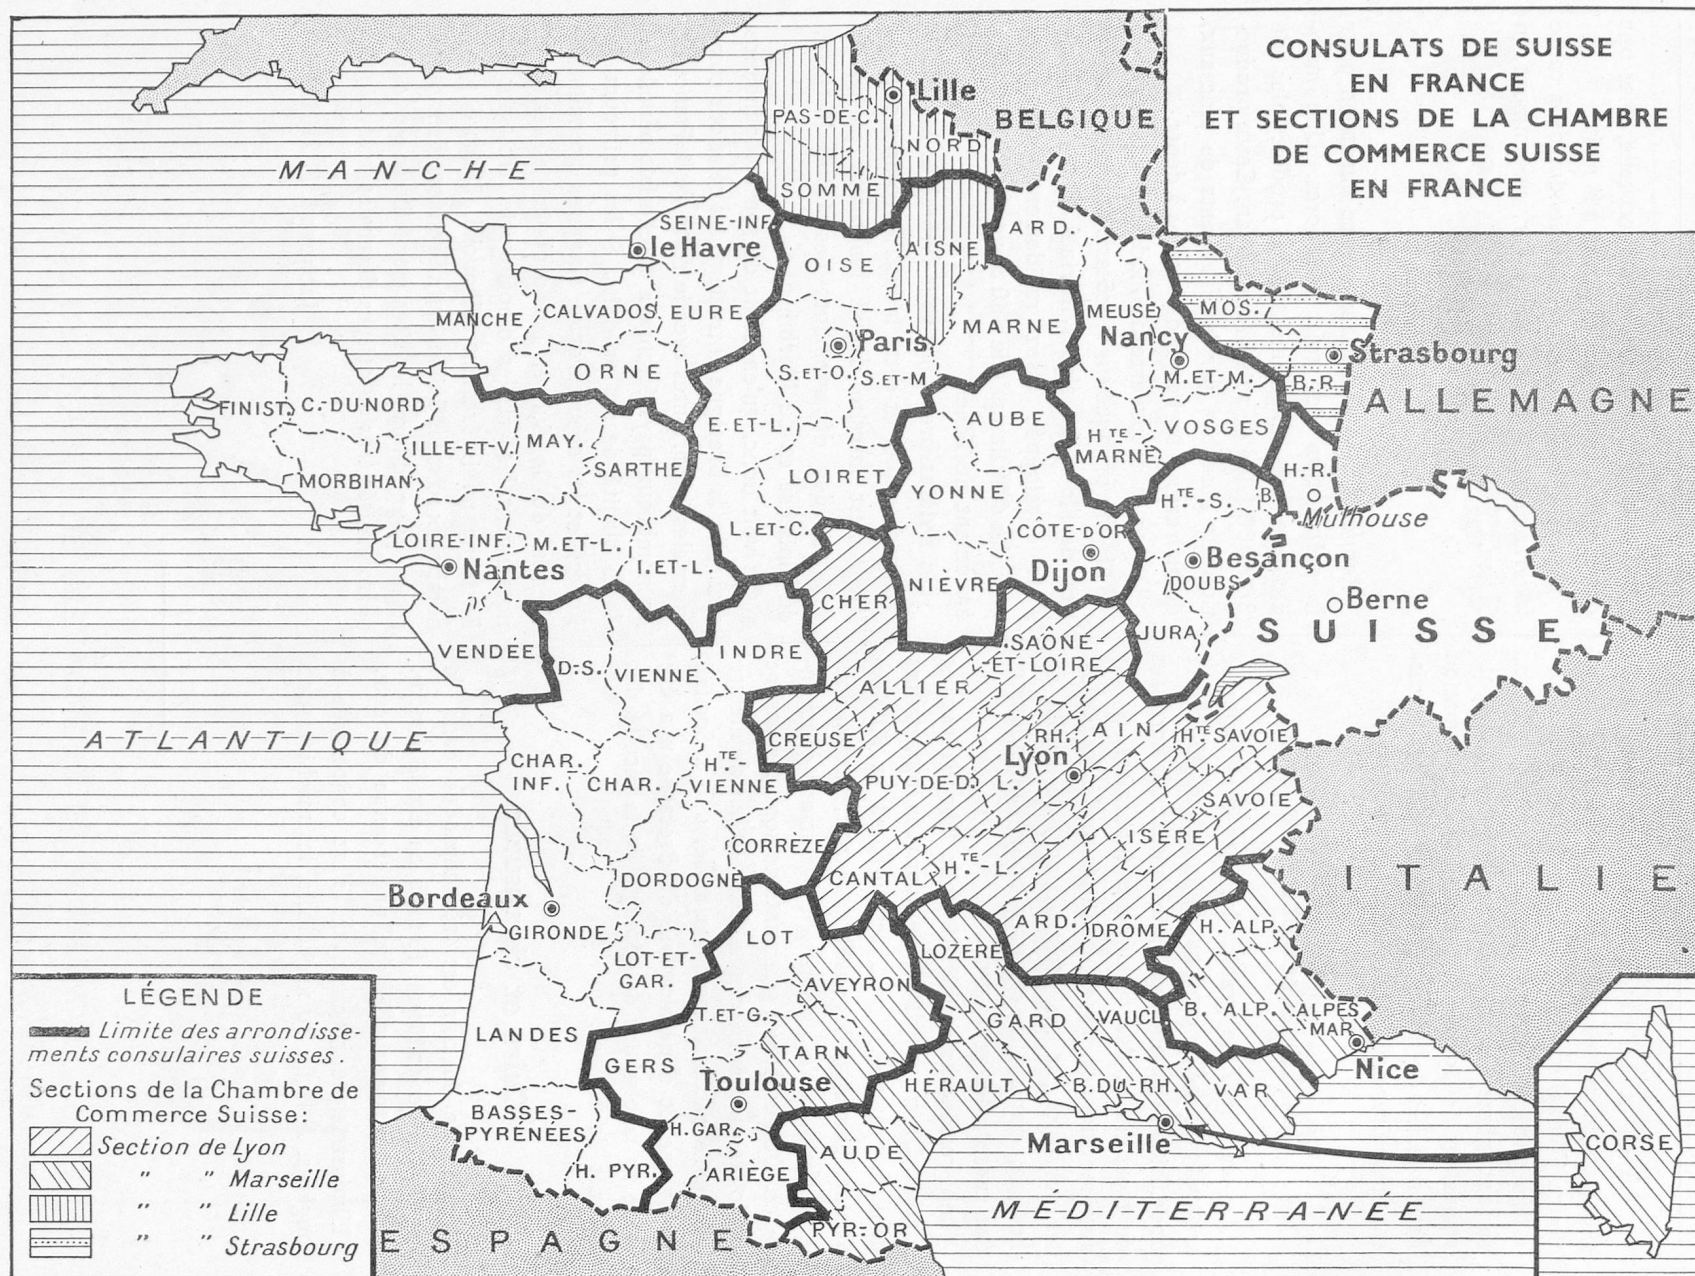 CONSULATS DE SUISSE
EN FRANCE
ET SECTIONS DE LA CHAMBRE
DE COMMERCE SUISSE
EN FRANCE
Lille
BELGIQUE
PAS-DE-C.
NORD
MANCHE
SOMME
SEINE-INF.
le Havre
ARD.
AISNE
OISE
MOS.
CALVADOS
EURE
MANCHE
MARNE
MEUSE
Nancy
Paris
Strasbourg
ORNE
S.ET-O.
S.ET-M.
M.ET-M.
B.-R.
ALLEMAGNE
FINIST.
C.-DU-NORD
AUBE
E.ET-L.
VOSGES
I.
ILLE-ET-V.
MAY.
HTE-
MARNE
SARTHE
H.-R.
MORBIHAN
LOIRET
YONNE
HTE-S.
B.
Mulhouse
L.ET-C.
CÔTE-D'OR
LOIRE-INF.
M.ET-L.
Besançon
Nantes
I.ET-L.
Dijon
NIÈVRE
DOUBS
CHER
Berne
SUISSE
JURA
SAÔNE-
ET-LOIRE
VENDÉE
D.-S.
VIENNE
INDRE
ALLIER
AIN
RH.
HTE SAVOIE
ATLANTIQUE
CREUSE
Lyon
CHAR.
INF.
CHAR.
HTE-
VIENNE
PUY-DE-D.
L.
SAVOIE
ISÈRE
CORRÈZE
HTE-L.
CANTAL
DORDOGNE
ITALIE
Bordeaux
ARD.
DRÔME
H. ALP.
GIRONDE
LOT
LOZÈRE
LOT-ET-
GAR.
AVEYRON
B. ALP.
ALPES
MAR.
T.ET-G.
GARD
VAUCL.
LANDES
TARN
GERS
Nice
Toulouse
HÉRAULT
B.DU-RH.
VAR
BASSES-
PYRÉNÉES
H.GAR.
Marseille
AUDE
CORSE
H. PYR.
ARIÈGE
MÉDITERRANÉE
PYR-OR
ESPAGNE
LÉGENDE
Limite des arrondisse-
ments consulaires suisses.
Sections de la Chambre de
Commerce Suisse:
Section de Lyon
" " Marseille
" " Lille
" " Strasbourg